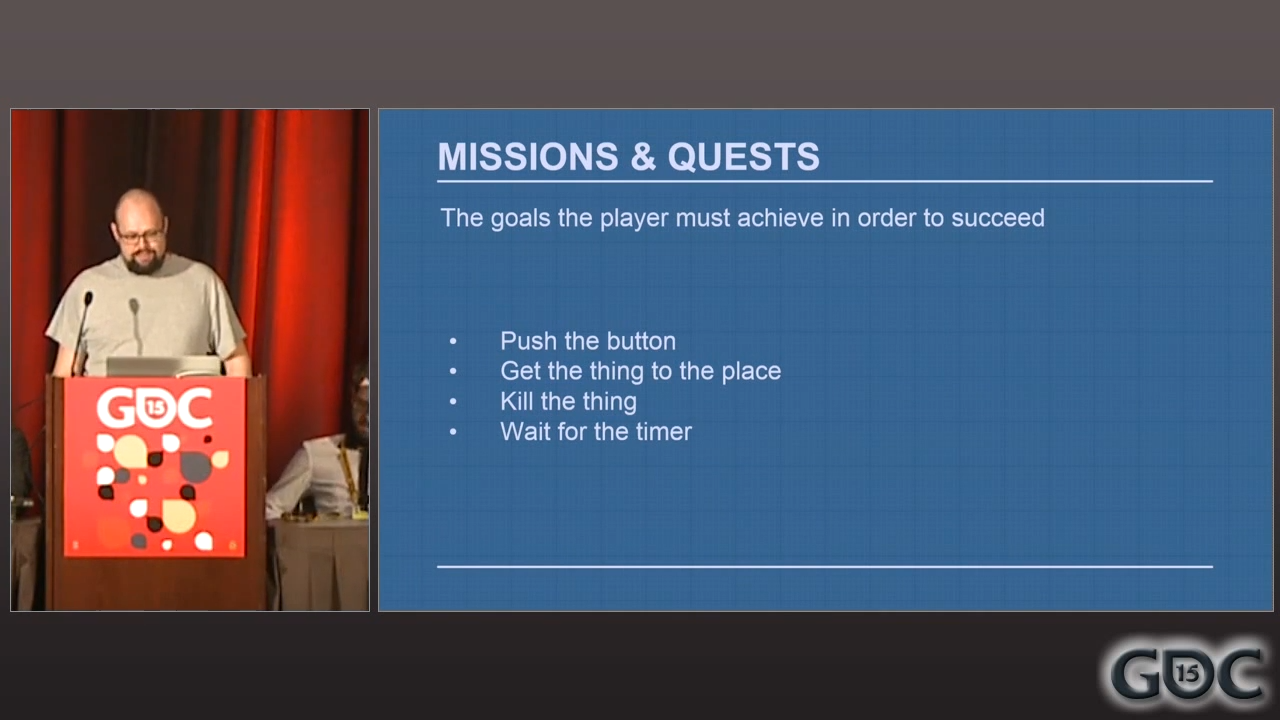 MISSIONS & QUESTS
The goals the player must achieve in order to succeed
• Push the button
• Get the thing to the place
• Kill the thing
• Wait for the timer
GDC 15
GDC 15